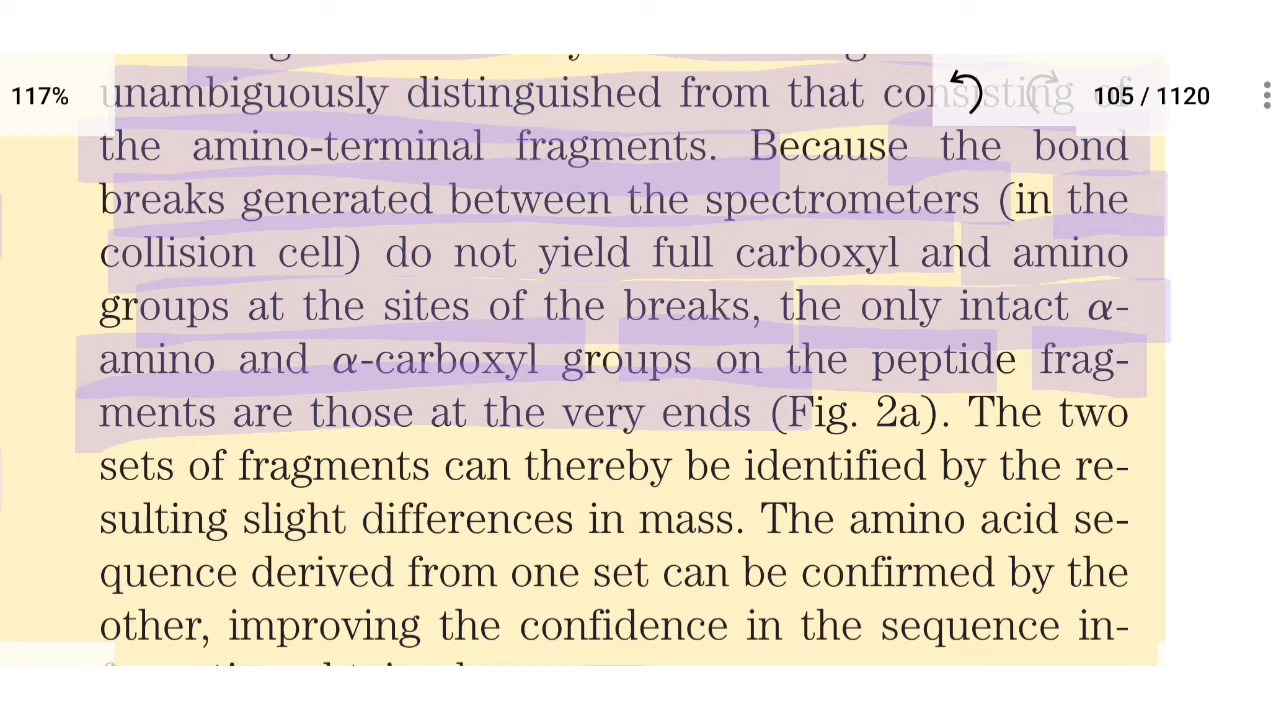 117%
105 / 1120
unambiguously distinguished from that consisting of
the amino-terminal fragments. Because the bond
breaks generated between the spectrometers (in the
collision cell) do not yield full carboxyl and amino
groups at the sites of the breaks, the only intact α-
amino and α-carboxyl groups on the peptide frag-
ments are those at the very ends (Fig. 2a). The two
sets of fragments can thereby be identified by the re-
sulting slight differences in mass. The amino acid se-
quence derived from one set can be confirmed by the
other, improving the confidence in the sequence in-